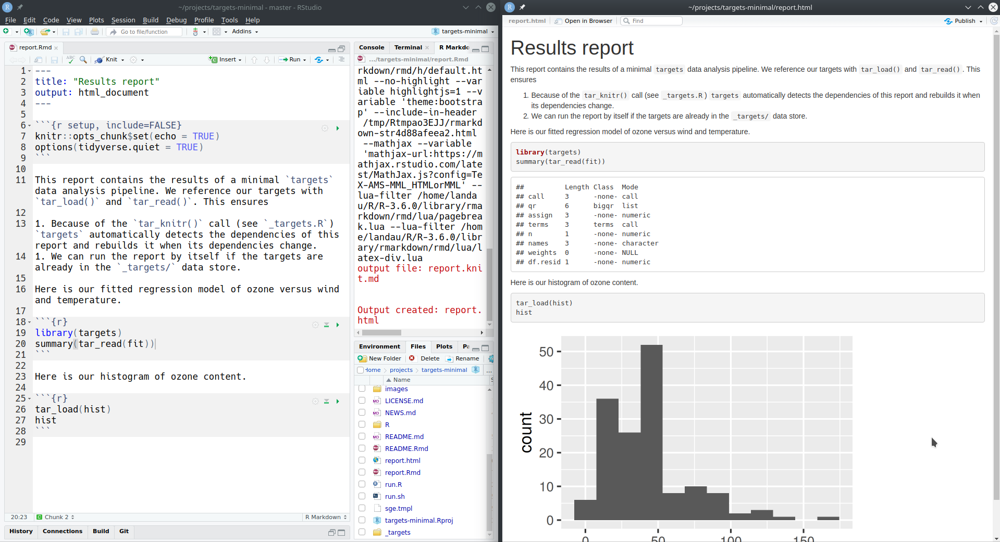 ~/projects/targets-minimal - master - RStudio
File Edit Code View Plots Session Build Debug Profile Tools Help
Go to file/function
Addins
targets-minimal
report.Rmd
Knit
Insert
Run
1 ---
2 title: "Results report"
3 output: html_document
4 ---
5
6 ```{r setup, include=FALSE}
7 knitr::opts_chunk$set(echo = TRUE)
8 options(tidyverse.quiet = TRUE)
9 ```
10
11 This report contains the results of a minimal `targets`
data analysis pipeline. We reference our targets with
`tar_load()` and `tar_read()`. This ensures
12
13 1. Because of the `tar_knitr()` call (see `_targets.R`)
`targets` automatically detects the dependencies of this
report and rebuilds it when its dependencies change.
14 1. We can run the report by itself if the targets are
already in the `_targets/` data store.
15
16 Here is our fitted regression model of ozone versus wind
and temperature.
17
18 ```{r}
19 library(targets)
20 summary(tar_read(fit))
21 ```
22
23 Here is our histogram of ozone content.
24
25 ```{r}
26 tar_load(hist)
27 hist
28 ```
29
20:23 Chunk 2 R Markdown
History Connections Build Git
Console Terminal R Markdo
.../targets-minimal/report.Rmd
rkdown/rmd/h/default.ht
ml --no-highlight --var
iable highlightjs=1 --v
ariable 'theme:bootstra
p' --include-in-header
/tmp/Rtmpao3EJJ/rmarkd
own-str4d88afeea2.html
--mathjax --variable
'mathjax-url:https://m
athjax.rstudio.com/late
st/MathJax.js?config=Te
X-AMS-MML_HTMLorMML' --
lua-filter /home/landa
u/R/R-3.6.0/library/rma
rkdown/rmd/lua/pagebrea
k.lua --lua-filter /hom
e/landau/R/R-3.6.0/libr
ary/rmarkdown/rmd/lua/l
atex-div.lua
output file: report.kni
t.md
Output created: report.
html
Environment Files Plots Pa
New Folder Delete Rename
Home projects targets-minimal ...
Name
images
LICENSE.md
NEWS.md
R
README.md
README.Rmd
report.html
report.Rmd
run.R
run.sh
sge.tmpl
targets-minimal.Rproj
_targets
~/projects/targets-minimal/report.html
report.html Open in Browser Find Publish
Results report
This report contains the results of a minimal targets data analysis pipeline. We reference our targets with tar_load() and tar_read(). This
ensures
1. Because of the tar_knitr() call (see _targets.R) targets automatically detects the dependencies of this report and rebuilds it when
its dependencies change.
2. We can run the report by itself if the targets are already in the _targets/ data store.
Here is our fitted regression model of ozone versus wind and temperature.
library(targets)
summary(tar_read(fit))
## Length Class Mode
## call 3 -none- call
## qr 6 bigqr list
## assign 3 -none- numeric
## terms 3 terms call
## n 1 -none- numeric
## names 3 -none- character
## weights 0 -none- NULL
## df.resid 1 -none- numeric
Here is our histogram of ozone content.
tar_load(hist)
hist
50
40
30
20
10
0
count
0 50 100 150